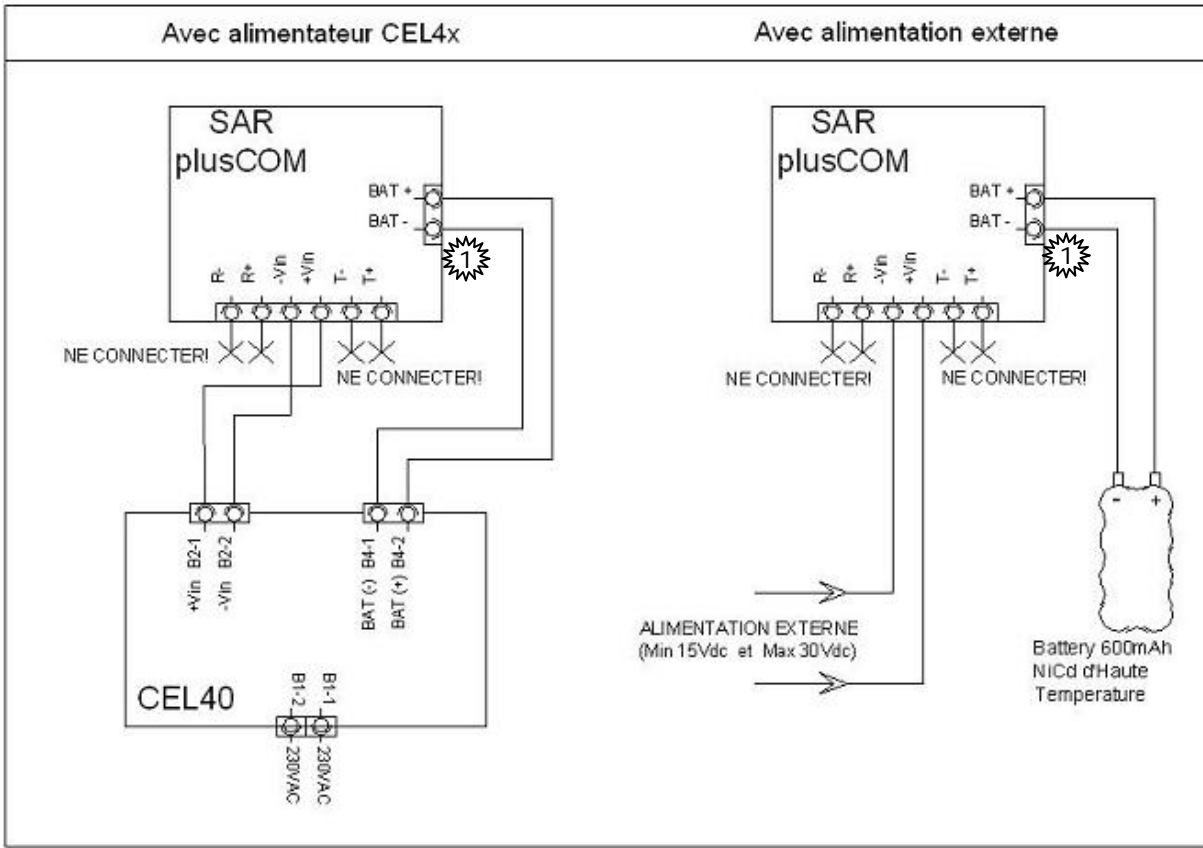 Avec alimentateur CEL4x
Avec alimentation externe
SAR
plusCOM
BAT +
BAT -
1
R-
R+
-Vin
+Vin
T-
T+
NE CONNECTER!
NE CONNECTER!
+Vin B2-1
-Vin B2-2
BAT (-) B4-1
BAT (+) B4-2
CEL40
B1-2
B1-1
230VAC
230VAC
SAR
plusCOM
BAT +
BAT -
1
R-
R+
-Vin
+Vin
T-
T+
NE CONNECTER!
NE CONNECTER!
ALIMENTATION EXTERNE
(Min 15Vdc et Max 30Vdc)
- +
Battery 600mAh
NiCd d'Haute
Temperature